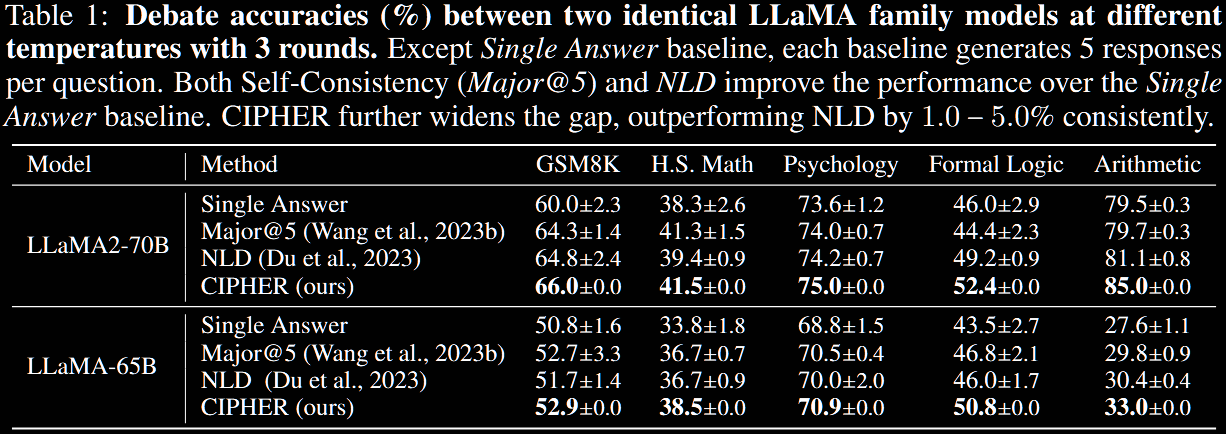 Table 1: Debate accuracies (%) between two identical LLaMA family models at different
temperatures with 3 rounds. Except Single Answer baseline, each baseline generates 5 responses
per question. Both Self-Consistency (Major@5) and NLD improve the performance over the Single
Answer baseline. CIPHER further widens the gap, outperforming NLD by 1.0 – 5.0% consistently.
Model Method GSM8K H.S. Math Psychology Formal Logic Arithmetic
LLaMA2-70B
Single Answer 60.0±2.3 38.3±2.6 73.6±1.2 46.0±2.9 79.5±0.3
Major@5 (Wang et al., 2023b) 64.3±1.4 41.3±1.5 74.0±0.7 44.4±2.3 79.7±0.3
NLD (Du et al., 2023) 64.8±2.4 39.4±0.9 74.2±0.7 49.2±0.9 81.1±0.8
CIPHER (ours) 66.0±0.0 41.5±0.0 75.0±0.0 52.4±0.0 85.0±0.0
LLaMA-65B
Single Answer 50.8±1.6 33.8±1.8 68.8±1.5 43.5±2.7 27.6±1.1
Major@5 (Wang et al., 2023b) 52.7±3.3 36.7±0.7 70.5±0.4 46.8±2.1 29.8±0.9
NLD (Du et al., 2023) 51.7±1.4 36.7±0.9 70.0±2.0 46.0±1.7 30.4±0.4
CIPHER (ours) 52.9±0.0 38.5±0.0 70.9±0.0 50.8±0.0 33.0±0.0